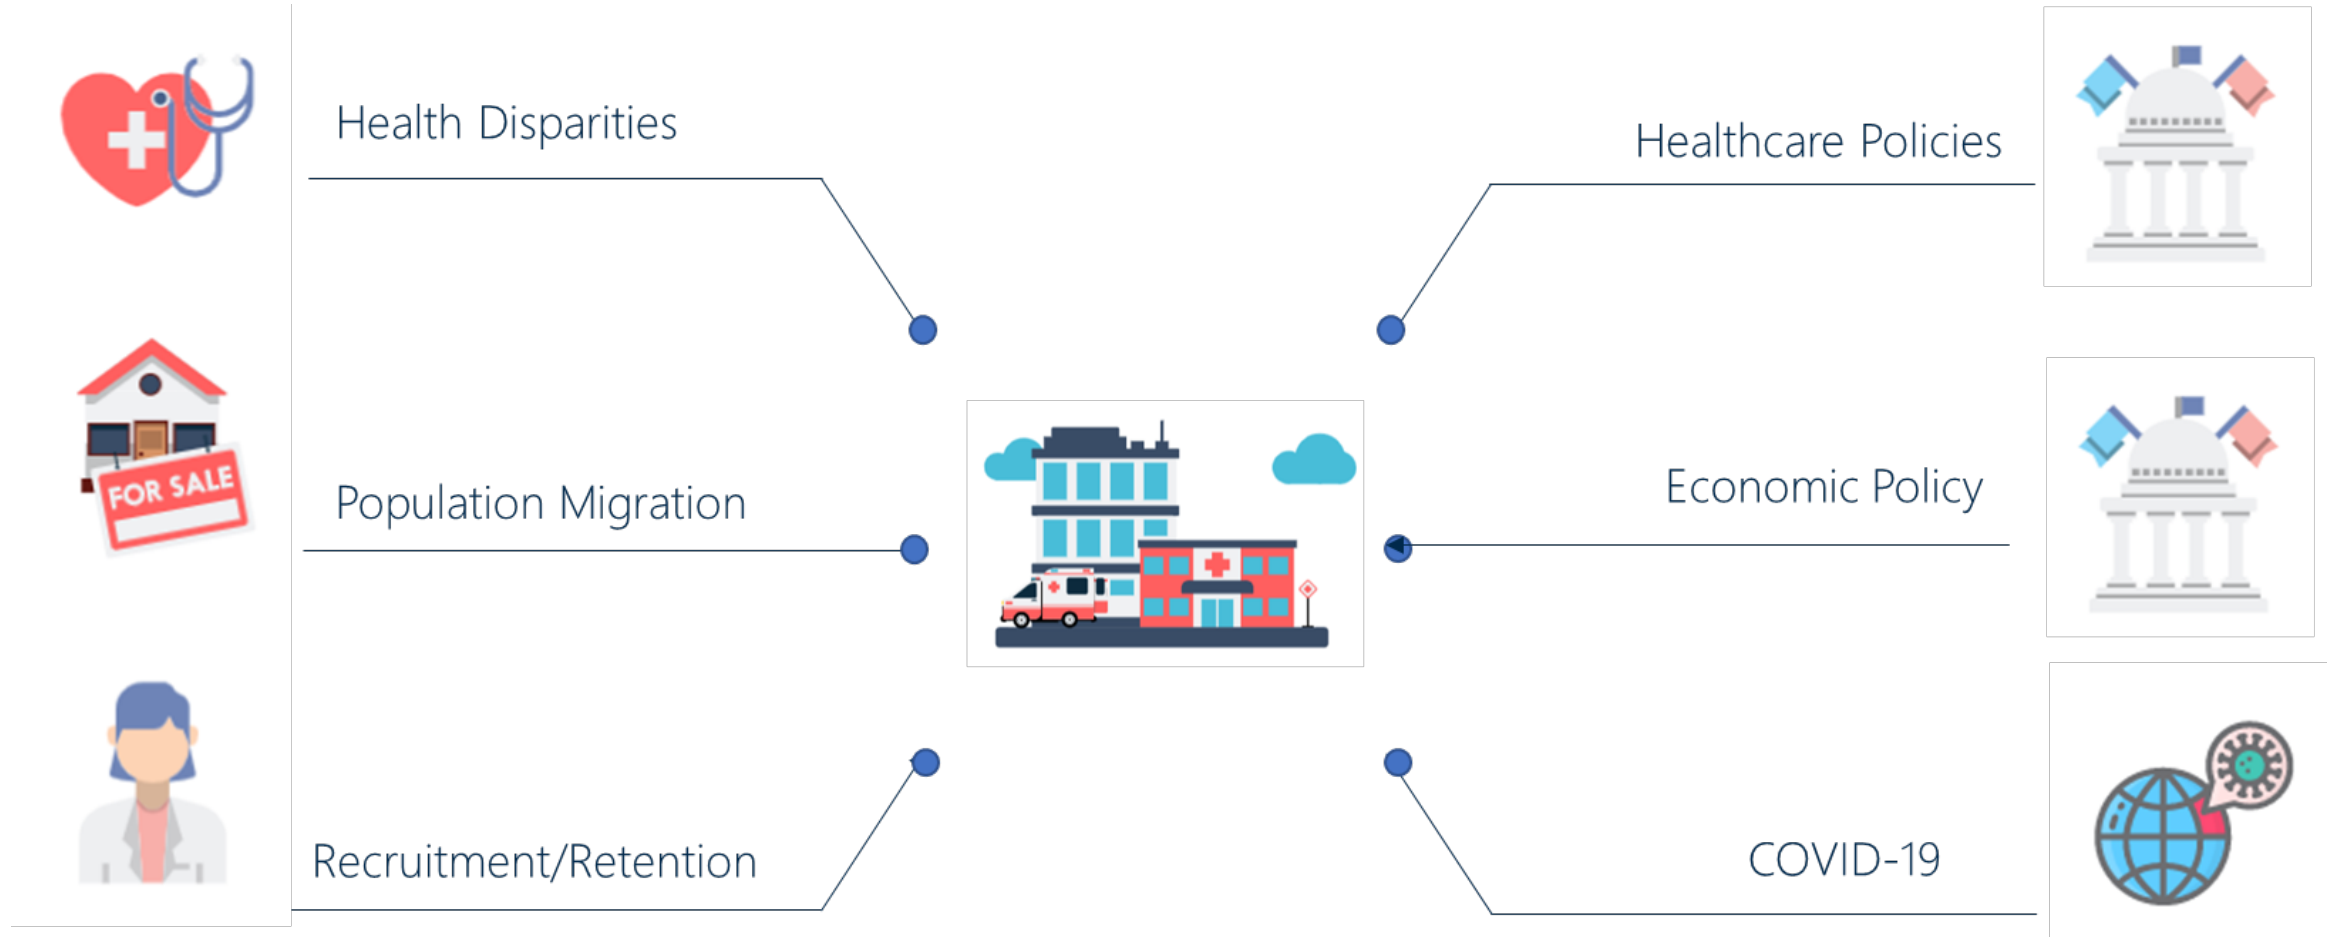 Health Disparities
Healthcare Policies
FOR SALE
Population Migration
Economic Policy
Recruitment/Retention
COVID-19